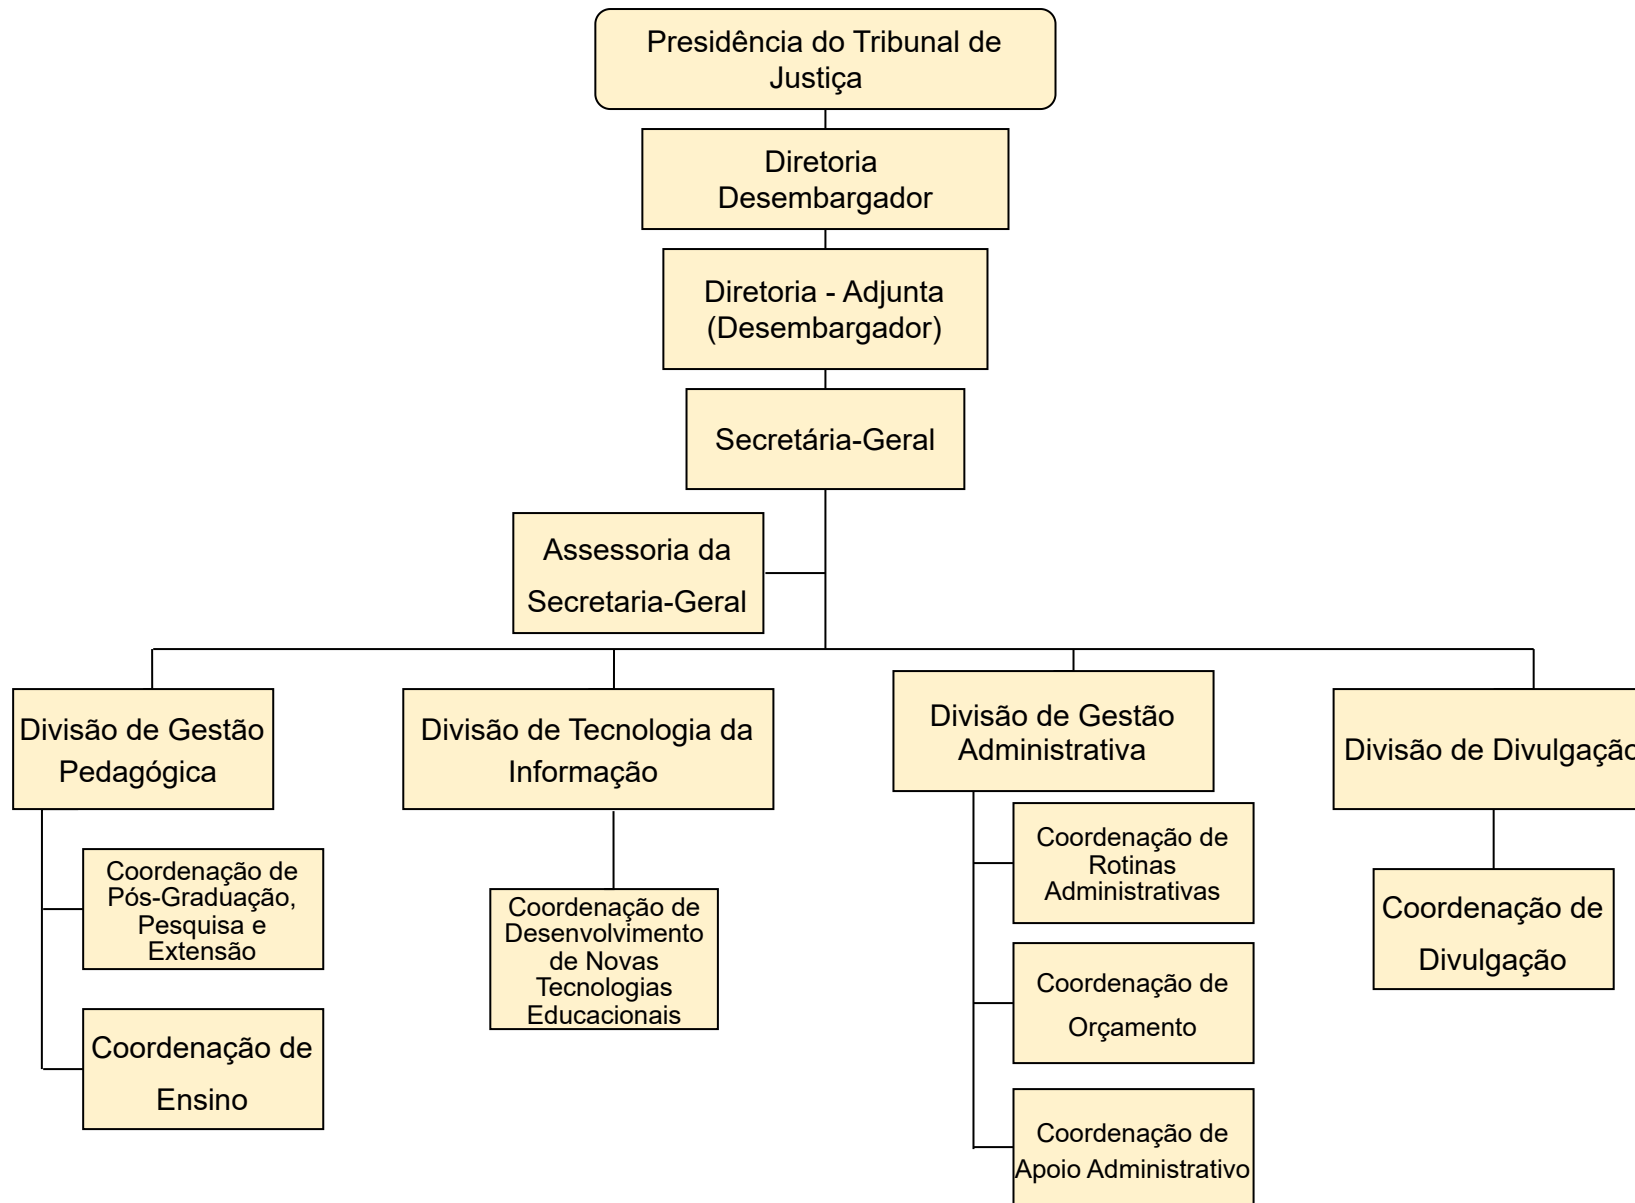 Presidência do Tribunal de
Justiça
Diretoria
Desembargador
Diretoria - Adjunta
(Desembargador)
Secretária-Geral
Assessoria da
Secretaria-Geral
Divisão de Gestão
Pedagógica
Divisão de Tecnologia da
Informação
Divisão de Gestão
Administrativa
Divisão de Divulgação
Coordenação de
Pós-Graduação,
Pesquisa e
Extensão
Coordenação de
Ensino
Coordenação de
Desenvolvimento
de Novas
Tecnologias
Educacionais
Coordenação de
Rotinas
Administrativas
Coordenação de
Orçamento
Coordenação de
Apoio Administrativo
Coordenação de
Divulgação